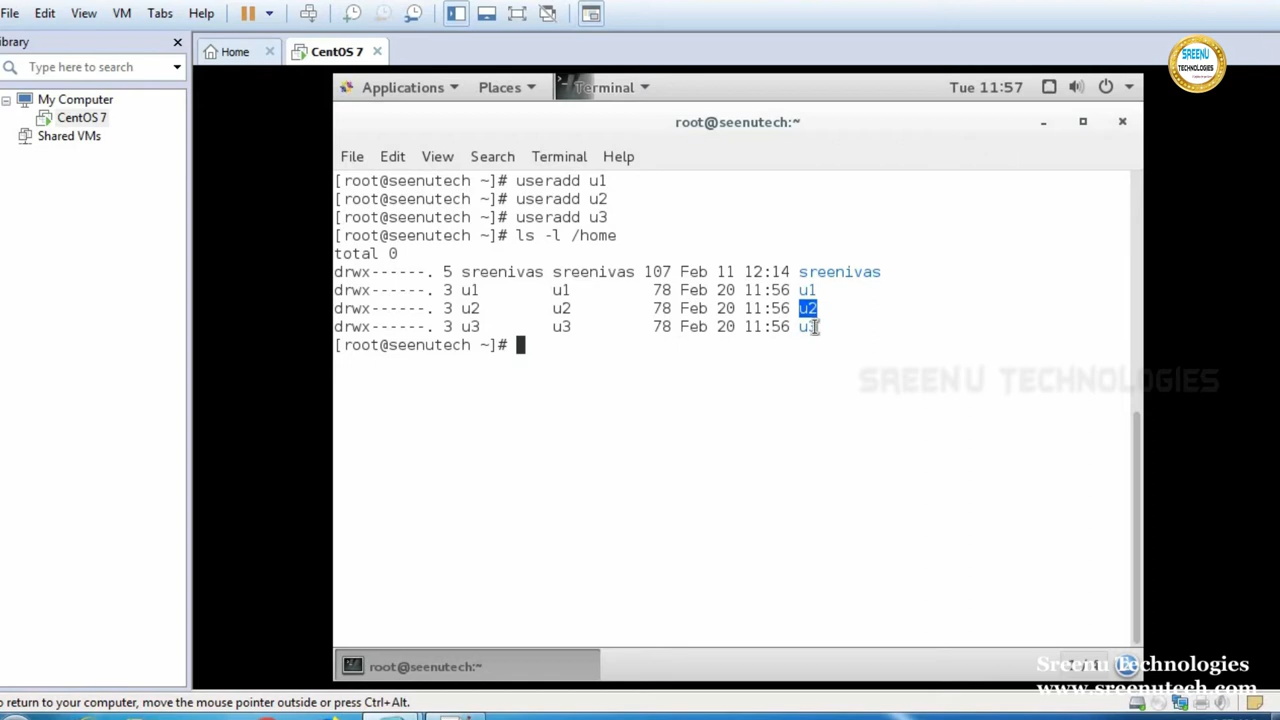 File Edit View VM Tabs Help
ibrary
Type here to search
My Computer
CentOS 7
Shared VMs
Home
CentOS 7
SREENU
TECHNOLOGIES
Applications Places Terminal Tue 11:57
root@seenutech:~
File Edit View Search Terminal Help
[root@seenutech ~]# useradd u1
[root@seenutech ~]# useradd u2
[root@seenutech ~]# useradd u3
[root@seenutech ~]# ls -l /home
total 0
drwx------. 5 sreenivas sreenivas 107 Feb 11 12:14 sreenivas
drwx------. 3 u1 u1 78 Feb 20 11:56 u1
drwx------. 3 u2 u2 78 Feb 20 11:56 u2
drwx------. 3 u3 u3 78 Feb 20 11:56 u3
[root@seenutech ~]#
SREENU TECHNOLOGIES
root@seenutech:~
Sreenu Technologies
www.sreenutech.com
o return to your computer, move the mouse pointer outside or press Ctrl+Alt.